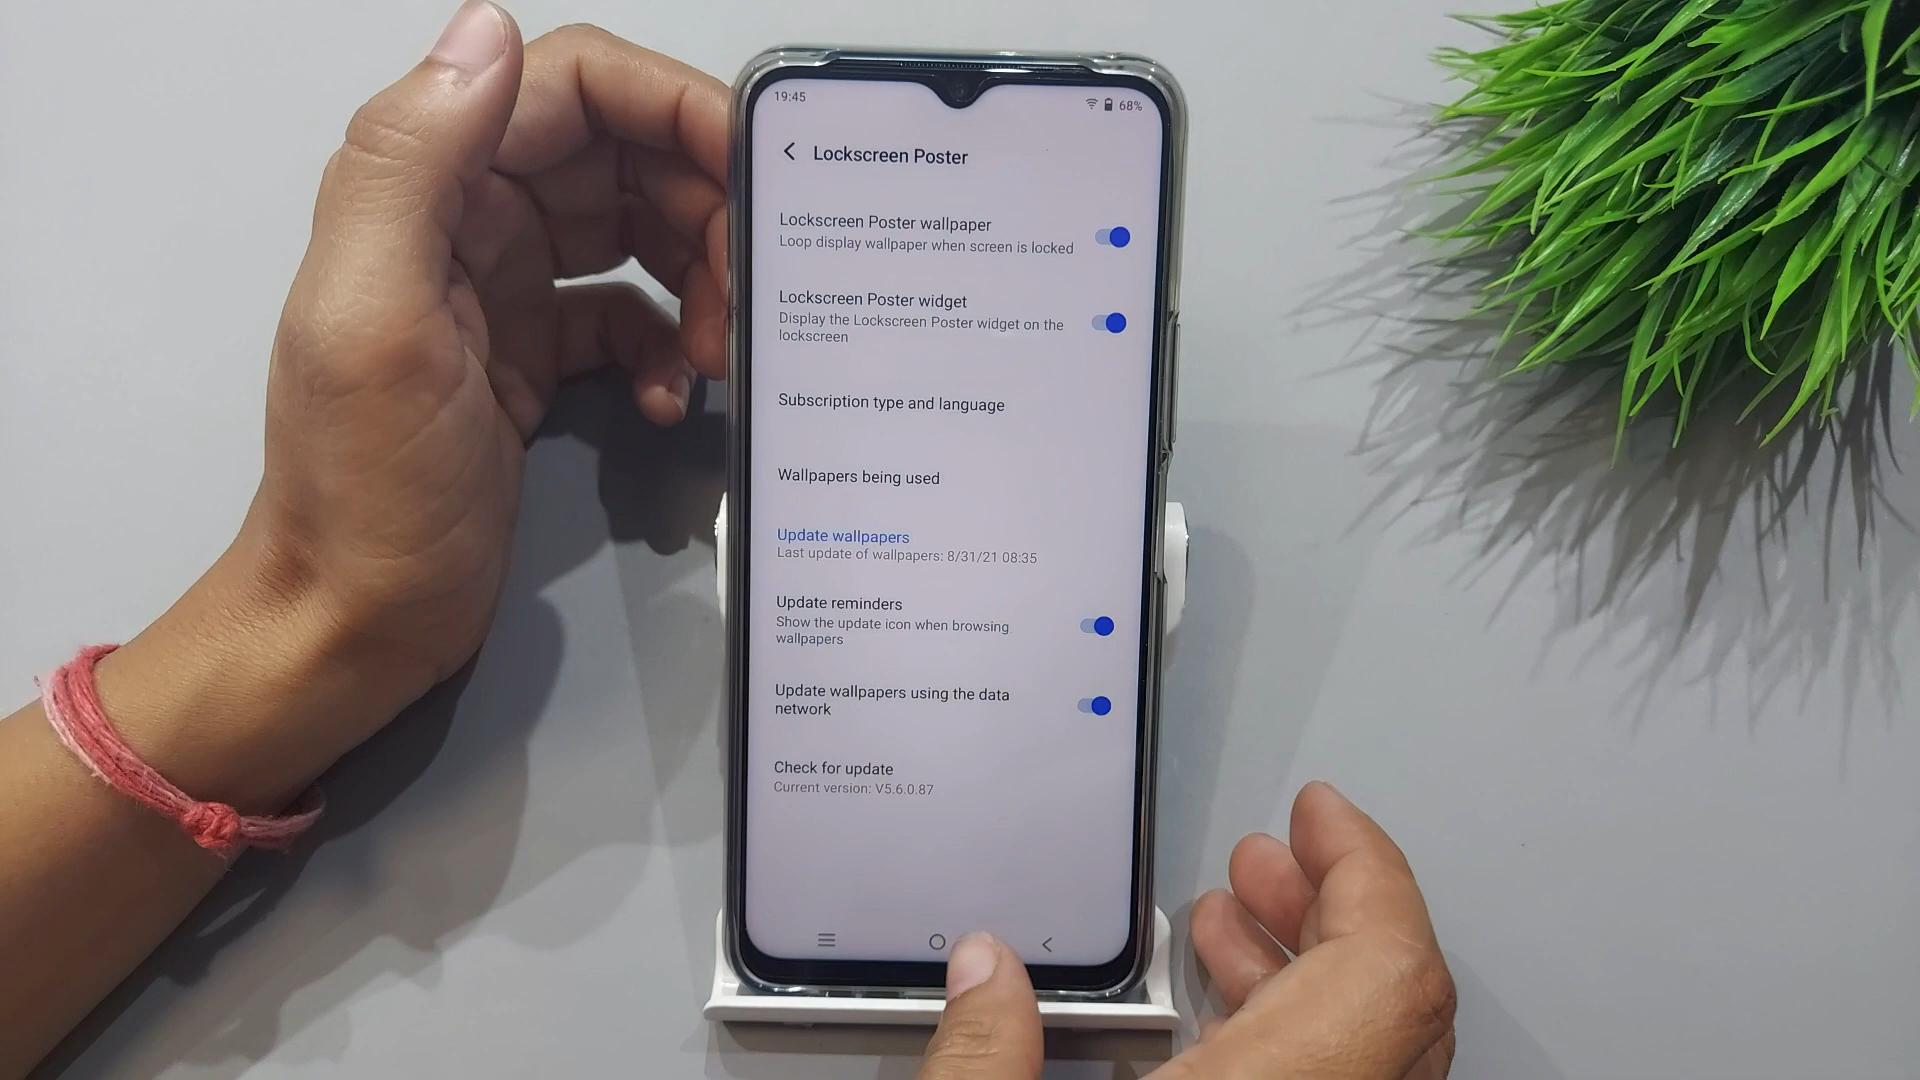 19:45
68%
Lockscreen Poster
Lockscreen Poster wallpaper
Loop display wallpaper when screen is locked
Lockscreen Poster widget
Display the Lockscreen Poster widget on the
lockscreen
Subscription type and language
Wallpapers being used
Update wallpapers
Last update of wallpapers: 8/31/21 08:35
Update reminders
Show the update icon when browsing
wallpapers
Update wallpapers using the data
network
Check for update
Current version: V5.6.0.87